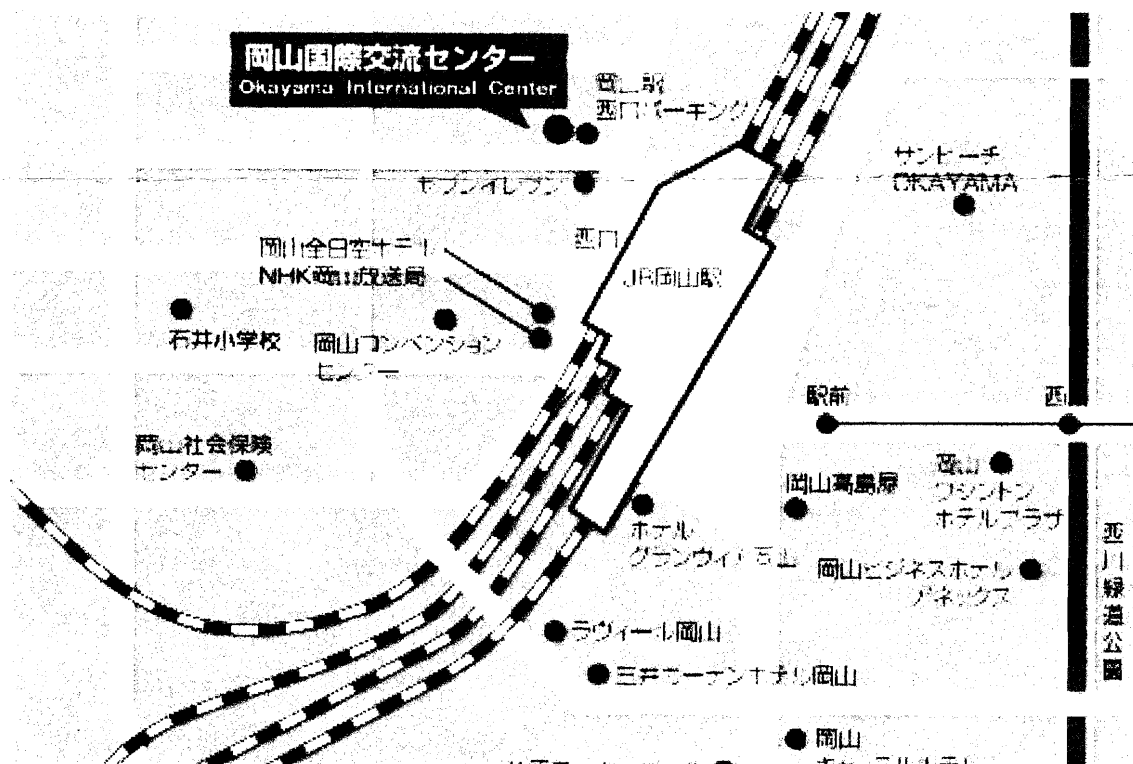 岡山国際交流センター
Okayama International Center
岡山駅
西口パーキング
サンピーチ
OKAYAMA
セブンイレブン
西口
岡山全日空ホテル
NHK岡山放送局
JR岡山駅
石井小学校
岡山コンベンション
センター
駅前
西川
岡山社会保険
センター
岡山高島屋
岡山
ワシントン
ホテルプラザ
ホテル
グランヴィア岡山
岡山ビジネスホテル
アネックス
西川緑道公園
ラヴィール岡山
三井ガーデンホテル岡山
岡山